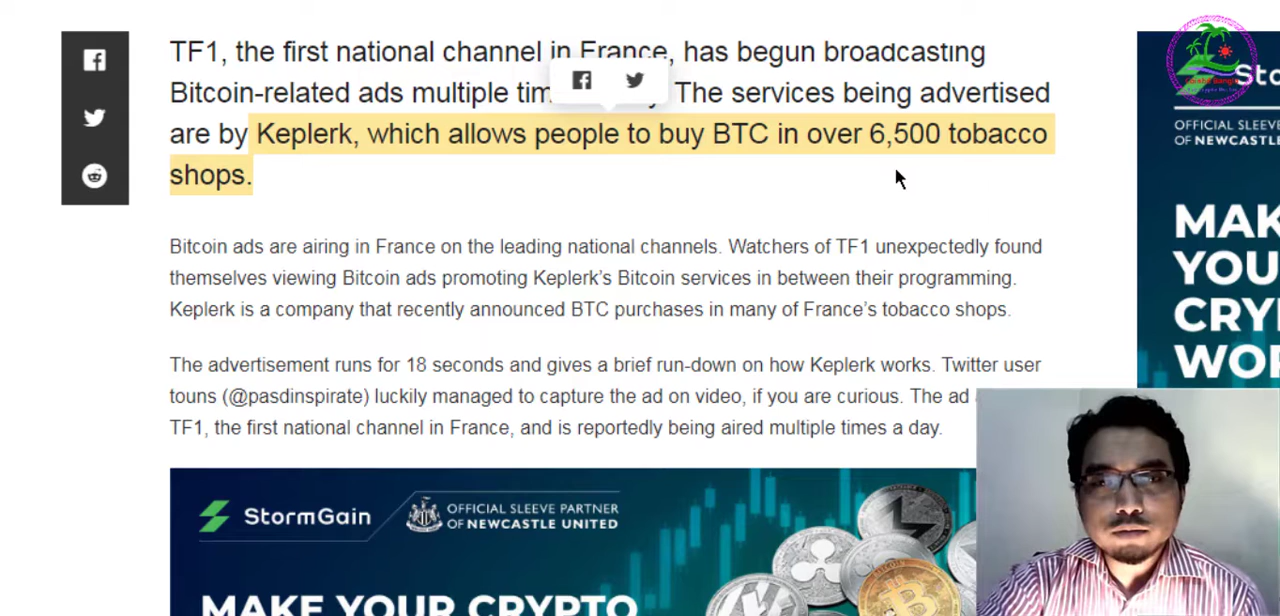 TF1, the first national channel in France, has begun broadcasting
Bitcoin-related ads multiple The services being advertised
are by Keplerk, which allows people to buy BTC in over 6,500 tobacco
shops.
Bitcoin ads are airing in France on the leading national channels. Watchers of TF1 unexpectedly found
themselves viewing Bitcoin ads promoting Keplerk’s Bitcoin services in between their programming.
Keplerk is a company that recently announced BTC purchases in many of France’s tobacco shops.
The advertisement runs for 18 seconds and gives a brief run-down on how Keplerk works. Twitter user
touns (@pasdinspirate) luckily managed to capture the ad on video, if you are curious. The ad
TF1, the first national channel in France, and is reportedly being aired multiple times a day.
StormGain
OFFICIAL SLEEVE PARTNER
OF NEWCASTLE UNITED
MAKE YOUR CRYPTO
Sto
OFFICIAL SLEEVE
OF NEWCASTLE
MAK
YOU
CRY
WOR